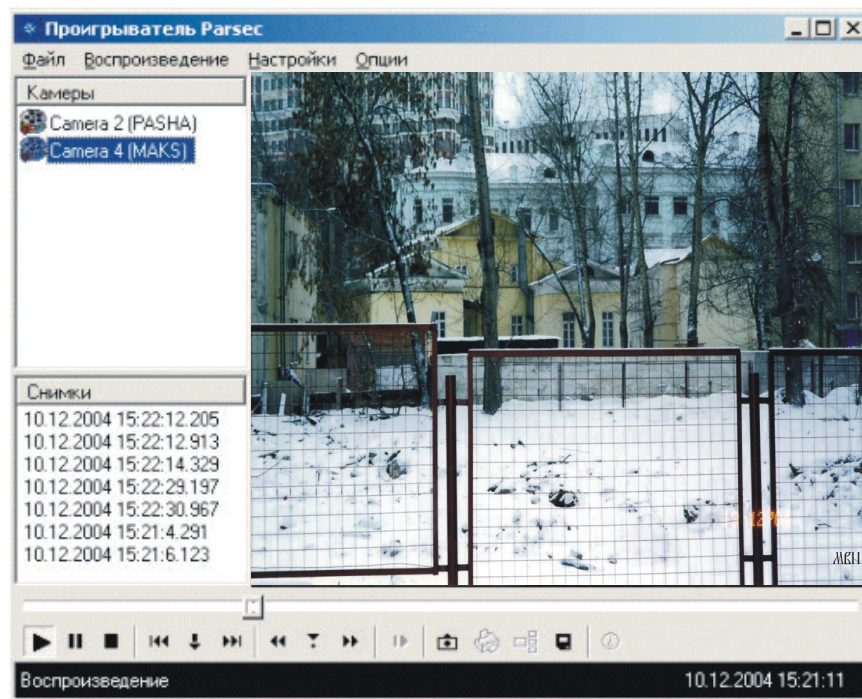 Проигрыватель Parsec
Файл Воспроизведение Настройки Опции
Камеры
Camera 2 (PASHA)
Camera 4 (MAKS)
Снимки
10.12.2004 15:22:12.205
10.12.2004 15:22:12.913
10.12.2004 15:22:14.329
10.12.2004 15:22:29.197
10.12.2004 15:22:30.967
10.12.2004 15:21:4.291
10.12.2004 15:21:6.123
Воспроизведение 10.12.2004 15:21:11